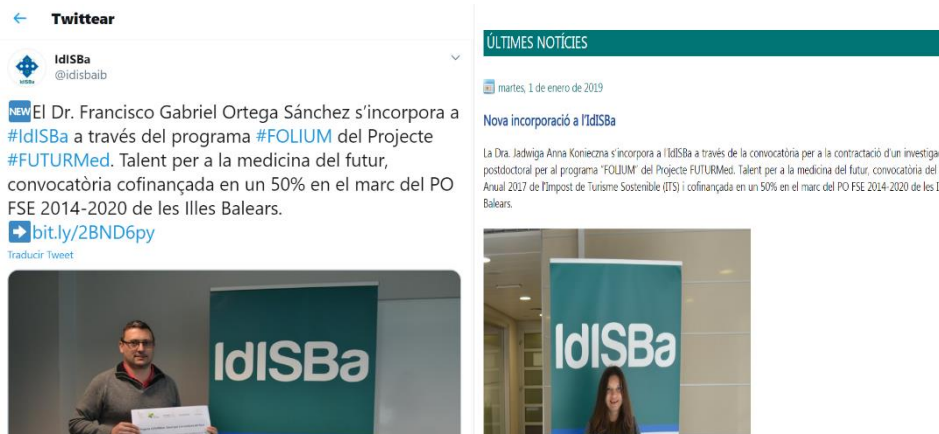 Twittear
IdISBa
@idisbaib
NEW El Dr. Francisco Gabriel Ortega Sánchez s'incorpora a
#IdISBa a través del programa #FOLIUM del Projecte
#FUTURMed. Talent per a la medicina del futur,
convocatòria cofinançada en un 50% en el marc del PO
FSE 2014-2020 de les Illes Balears.
bit.ly/2BND6py
Traducir Tweet
IdISBa
ÚLTIMES NOTÍCIES
martes, 1 de enero de 2019
Nova incorporació a l'IdISBa
La Dra. Jadwiga Anna Konieczna s'incorpora a l'IdISBa a través de la convocatòria per a la contractació d'un investiga
postdoctoral per al programa "FOLIUM" del Projecte FUTURMed. Talent per a la medicina del futur, convocatòria del
Anual 2017 de l'Impost de Turisme Sostenible (ITS) i cofinançada en un 50% en el marc del PO FSE 2014-2020 de les I
Balears.
IdISBa